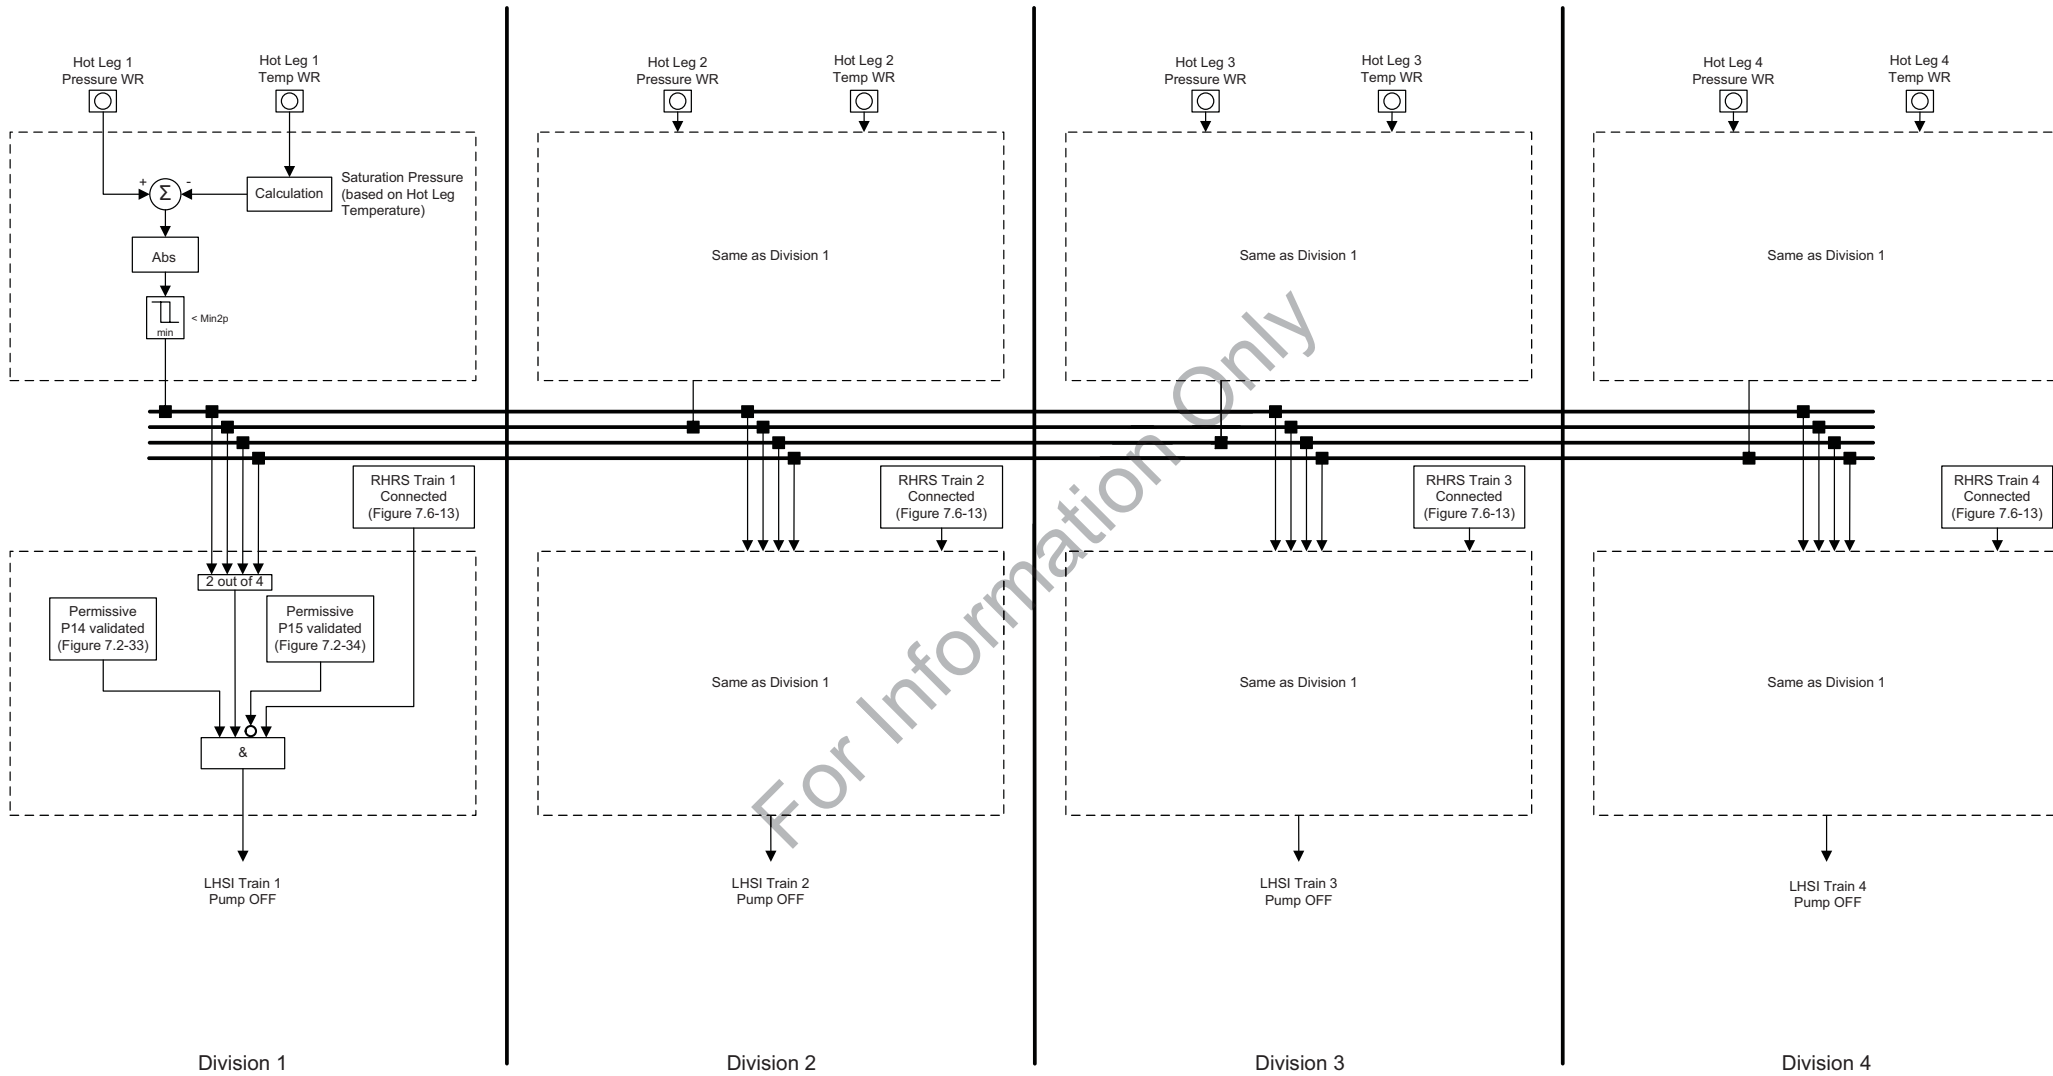 Hot Leg 1
Pressure WR
Hot Leg 1
Temp WR
Hot Leg 2
Pressure WR
Hot Leg 2
Temp WR
Hot Leg 3
Pressure WR
Hot Leg 3
Temp WR
Hot Leg 4
Pressure WR
Hot Leg 4
Temp WR
+
-
Σ
Calculation
Saturation Pressure
(based on Hot Leg
Temperature)
Abs
min
< Min2p
Same as Division 1
Same as Division 1
Same as Division 1
RHRS Train 1
Connected
(Figure 7.6-13)
RHRS Train 2
Connected
(Figure 7.6-13)
RHRS Train 3
Connected
(Figure 7.6-13)
RHRS Train 4
Connected
(Figure 7.6-13)
2 out of 4
Permissive
P14 validated
(Figure 7.2-33)
Permissive
P15 validated
(Figure 7.2-34)
&
Same as Division 1
Same as Division 1
Same as Division 1
LHSI Train 1
Pump OFF
LHSI Train 2
Pump OFF
LHSI Train 3
Pump OFF
LHSI Train 4
Pump OFF
Division 1
Division 2
Division 3
Division 4
For Information Only